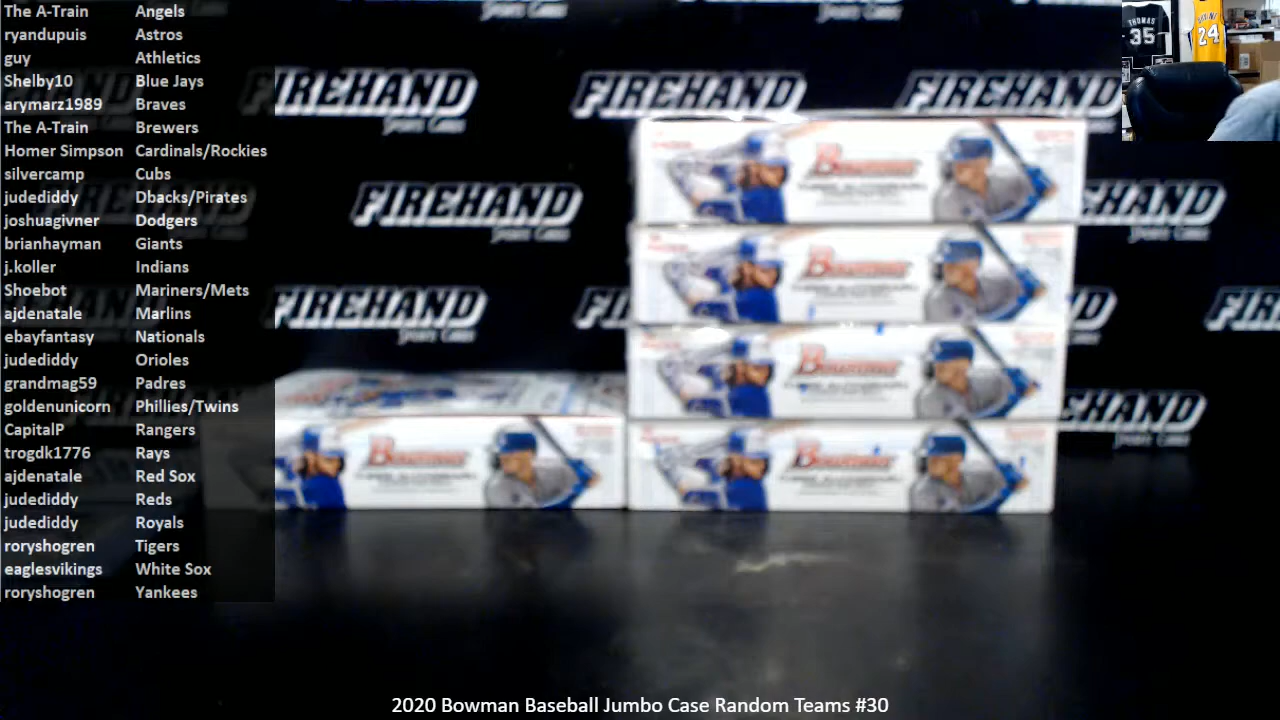 The A-Train Angels
ryandupuis Astros
guy Athletics
Shelby10 Blue Jays
arymarz1989 Braves
The A-Train Brewers
Homer Simpson Cardinals/Rockies
silvercamp Cubs
judediddy Dbacks/Pirates
joshuagivner Dodgers
brianhayman Giants
j.koller Indians
Shoebot Mariners/Mets
ajdenatale Marlins
ebayfantasy Nationals
judediddy Orioles
grandmag59 Padres
goldenunicorn Phillies/Twins
CapitalP Rangers
trogdk1776 Rays
ajdenatale Red Sox
judediddy Reds
judediddy Royals
roryshogren Tigers
eaglesvikings White Sox
roryshogren Yankees
FIREHAND
FIREHAND
FIREHAND
FIREHAND
FIREHAND
THOMAS
35
24
Bowman
Bowman
Bowman
Bowman
Bowman
2020 Bowman Baseball Jumbo Case Random Teams #30